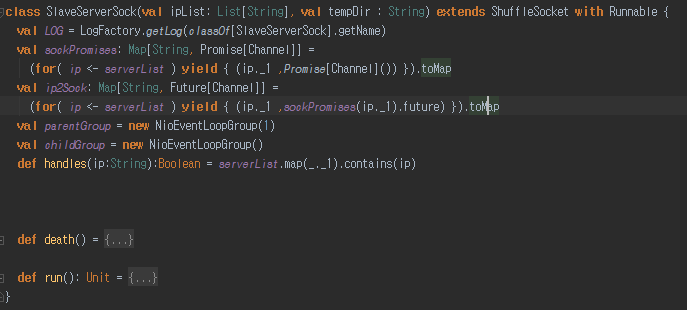 class SlaveServerSock(val ipList: List[String], val tempDir : String) extends ShuffleSocket with Runnable {
val LOG = LogFactory.getLog(classOf[SlaveServerSock].getName)
val sockPromises: Map[String, Promise[Channel]] =
(for( ip <- serverList ) yield { (ip._1 ,Promise[Channel]()) }).toMap
val ip2Sock: Map[String, Future[Channel]] =
(for( ip <- serverList ) yield { (ip._1 ,sockPromises(ip._1).future) }).toMap
val parentGroup = new NioEventLoopGroup(1)
val childGroup = new NioEventLoopGroup()
def handles(ip:String):Boolean = serverList.map(_._1).contains(ip)
def death() = {...}
def run(): Unit = {...}
}